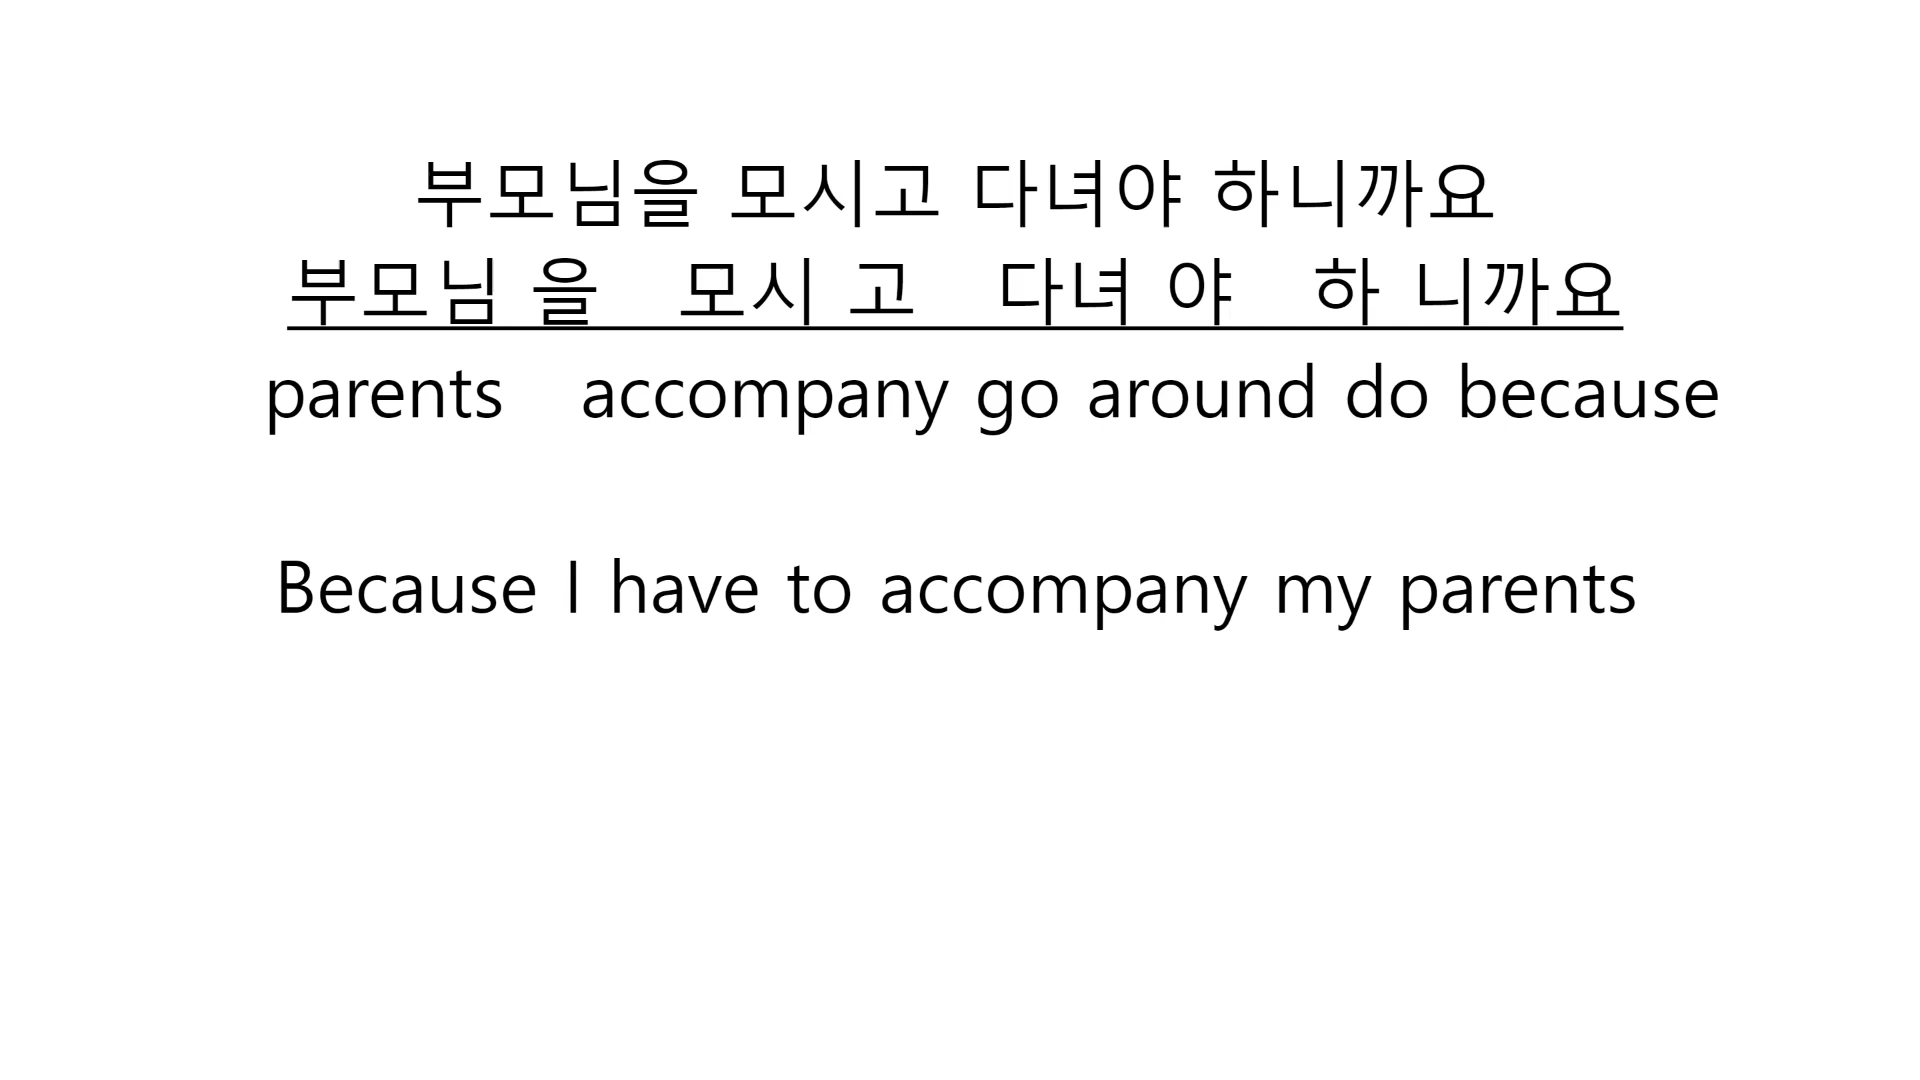 부모님을 모시고 다녀야 하니까요
부모님 을 모시 고 다녀 야 하 니까요
parents accompany go around do because
Because I have to accompany my parents